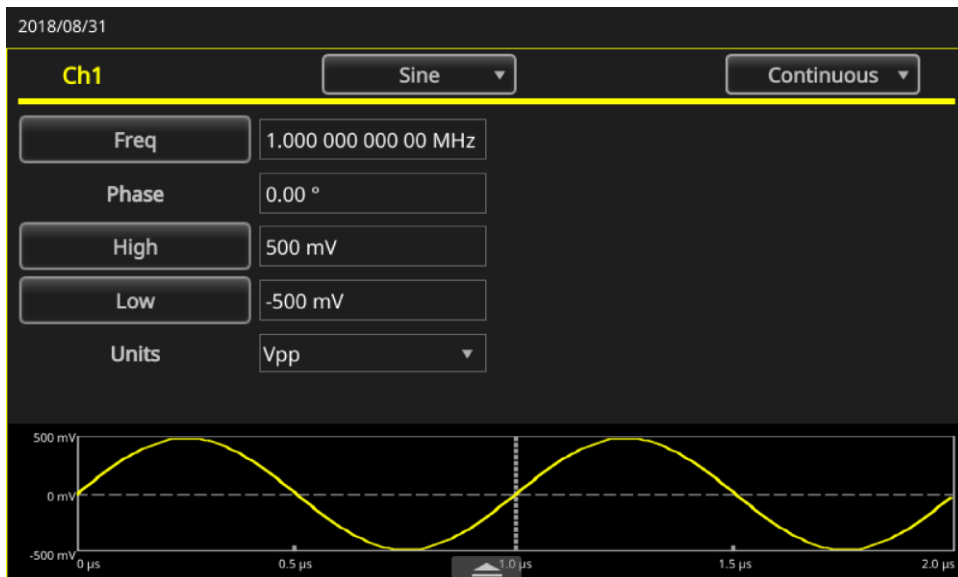 2018/08/31
Ch1 Sine Continuous
Freq 1.000 000 000 00 MHz
Phase 0.00 °
High 500 mV
Low -500 mV
Units Vpp
500 mV
0 mV
-500 mV
0 µs 0.5 µs 1.0 µs 1.5 µs 2.0 µs